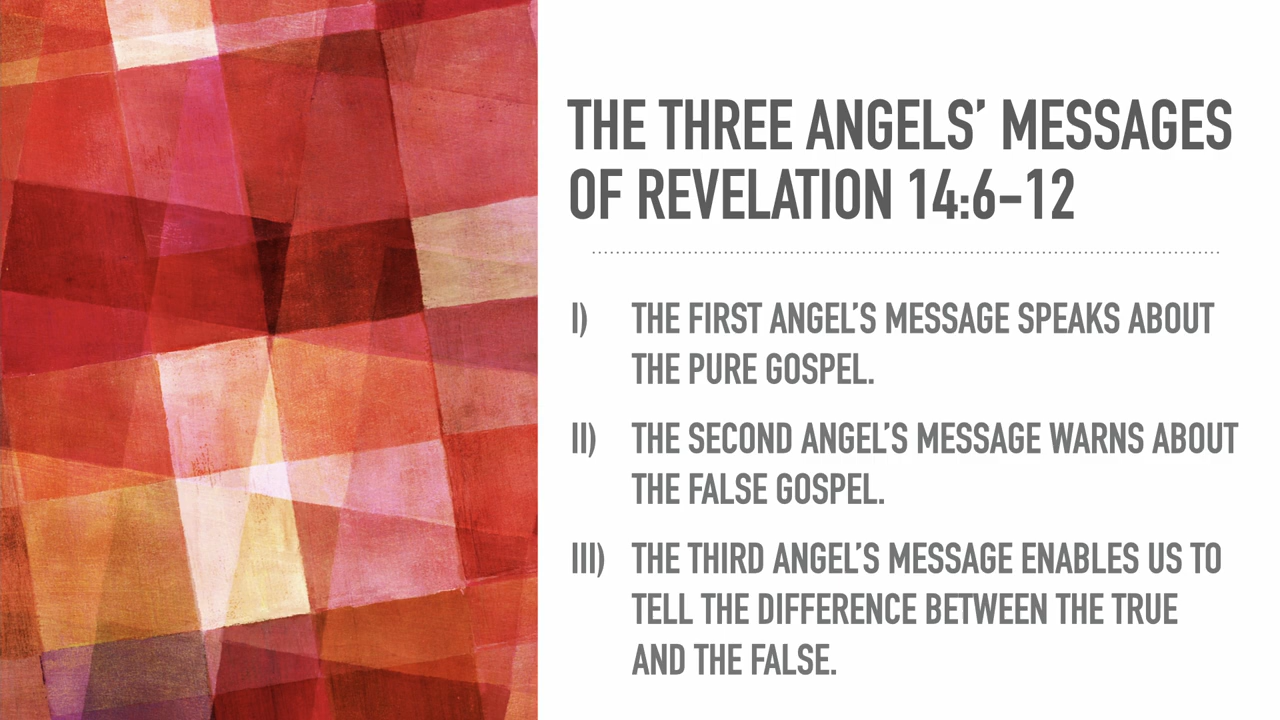 THE THREE ANGELS’ MESSAGES
OF REVELATION 14:6-12
I) THE FIRST ANGEL’S MESSAGE SPEAKS ABOUT
THE PURE GOSPEL.
II) THE SECOND ANGEL’S MESSAGE WARNS ABOUT
THE FALSE GOSPEL.
III) THE THIRD ANGEL’S MESSAGE ENABLES US TO
TELL THE DIFFERENCE BETWEEN THE TRUE
AND THE FALSE.